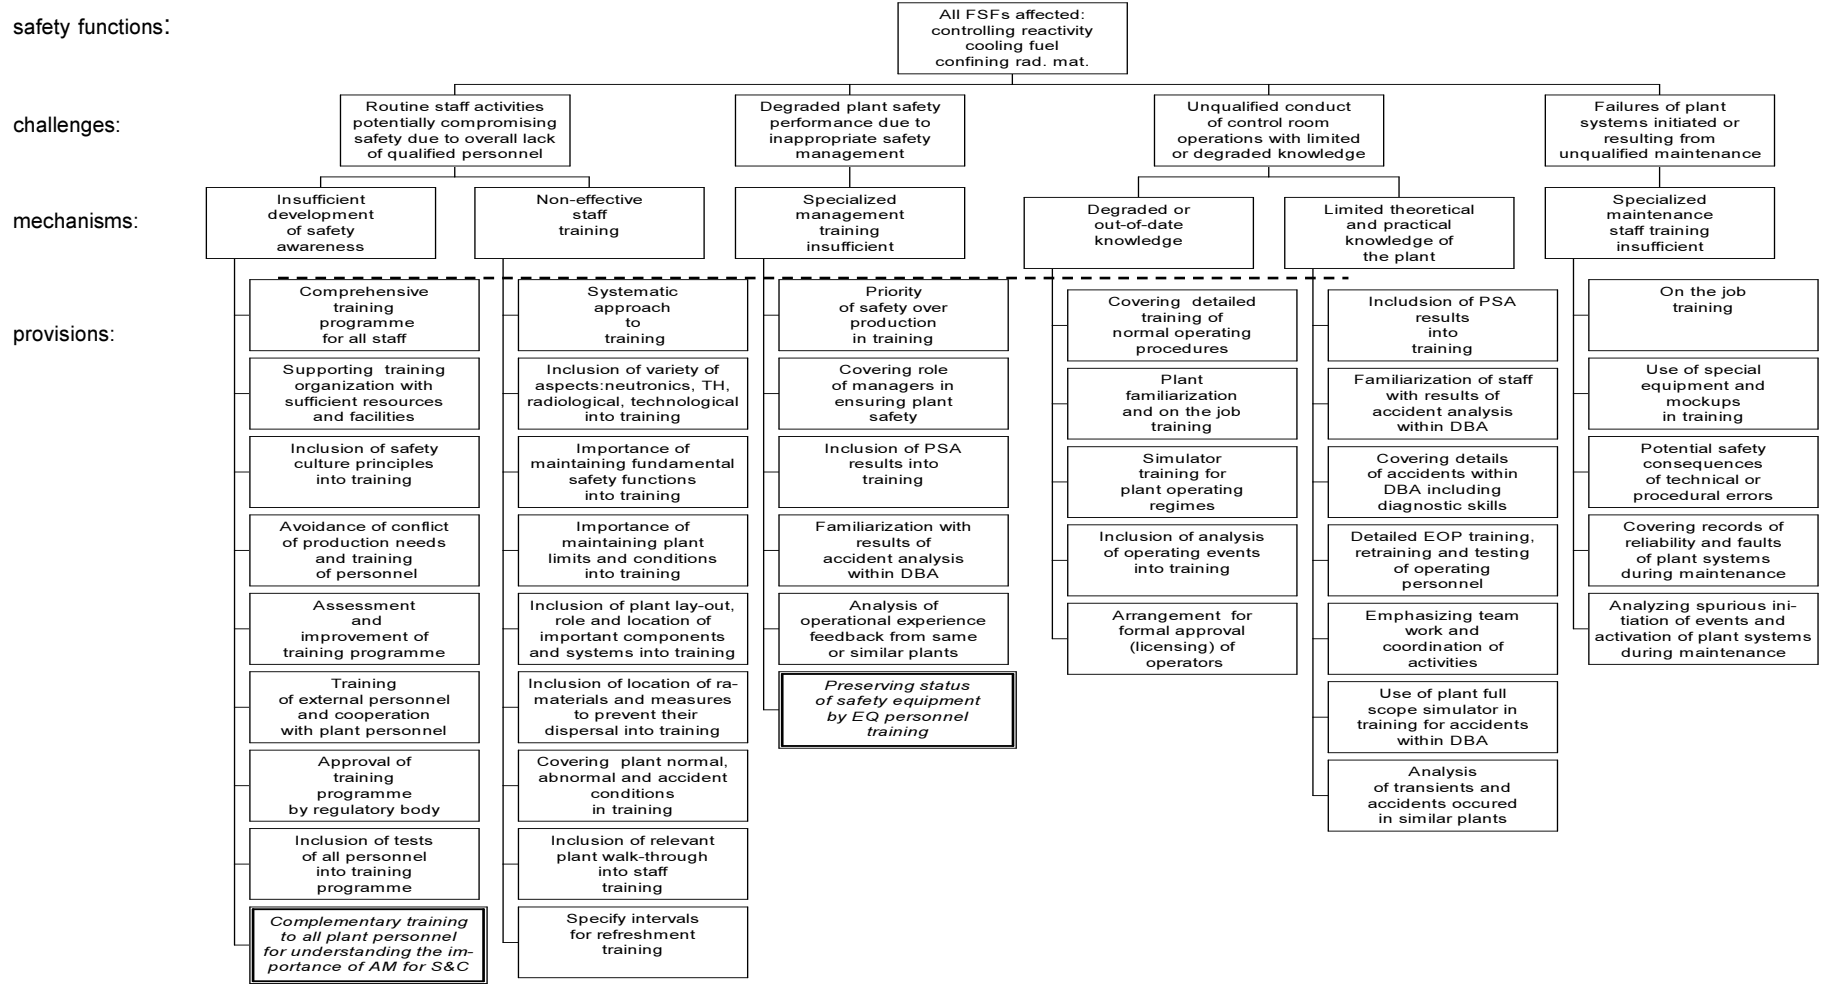 safety functions:
All FSFs affected:
controlling reactivity
cooling fuel
confining rad. mat.
challenges:
Routine staff activities
potentially compromising
safety due to overall lack
of qualified personnel
Degraded plant safety
performance due to
inappropriate safety
management
Unqualified conduct
of control room
operations with limited
or degraded knowledge
Failures of plant
systems initiated or
resulting from
unqualified maintenance
mechanisms:
Insufficient
development
of safety
awareness
Non-effective
staff
training
Specialized
management
training
insufficient
Degraded or
out-of-date
knowledge
Limited theoretical
and practical
knowledge of
the plant
Specialized
maintenance
staff training
insufficient
provisions:
Comprehensive
training
programme
for all staff
Supporting training
organization with
sufficient resources
and facilities
Inclusion of safety
culture principles
into training
Avoidance of conflict
of production needs
and training
of personnel
Assessment
and
improvement of
training programme
Training
of external personnel
and cooperation
with plant personnel
Approval of
training
programme
by regulatory body
Inclusion of tests
of all personnel
into training
programme
Complementary training
to all plant personnel
for understanding the im-
portance of AM for S&C
Systematic
approach
to
training
Inclusion of variety of
aspects:neutronics, TH,
radiological, technological
into training
Importance of
maintaining fundamental
safety functions
into training
Importance of
maintaining plant
limits and conditions
into training
Inclusion of plant lay-out,
role and location of
important components
and systems into training
Inclusion of location of ra-
materials and measures
to prevent their
dispersal into training
Covering plant normal,
abnormal and accident
conditions
in training
Inclusion of relevant
plant walk-through
into staff
training
Specify intervals
for refreshment
training
Priority
of safety over
production
in training
Covering role
of managers in
ensuring plant
safety
Inclusion of PSA
results into
training
Familiarization with
results of
accident analysis
within DBA
Analysis of
operational experience
feedback from same
or similar plants
Preserving status
of safety equipment
by EQ personnel
training
Covering detailed
training of
normal operating
procedures
Plant
familiarization
and on the job
training
Simulator
training for
plant operating
regimes
Inclusion of analysis
of operating events
into training
Arrangement for
formal approval
(licensing) of
operators
Includsion of PSA
results
into
training
Familiarization of staff
with results of
accident analysis
within DBA
Covering details
of accidents within
DBA including
diagnostic skills
Detailed EOP training,
retraining and testing
of operating
personnel
Emphasizing team
work and
coordination of
activities
Use of plant full
scope simulator in
training for accidents
within DBA
Analysis
of transients and
accidents occured
in similar plants
On the job
training
Use of special
equipment and
mockups
in training
Potential safety
consequences
of technical or
procedural errors
Covering records of
reliability and faults
of plant systems
during maintenance
Analyzing spurious ini-
tiation of events and
activation of plant systems
during maintenance